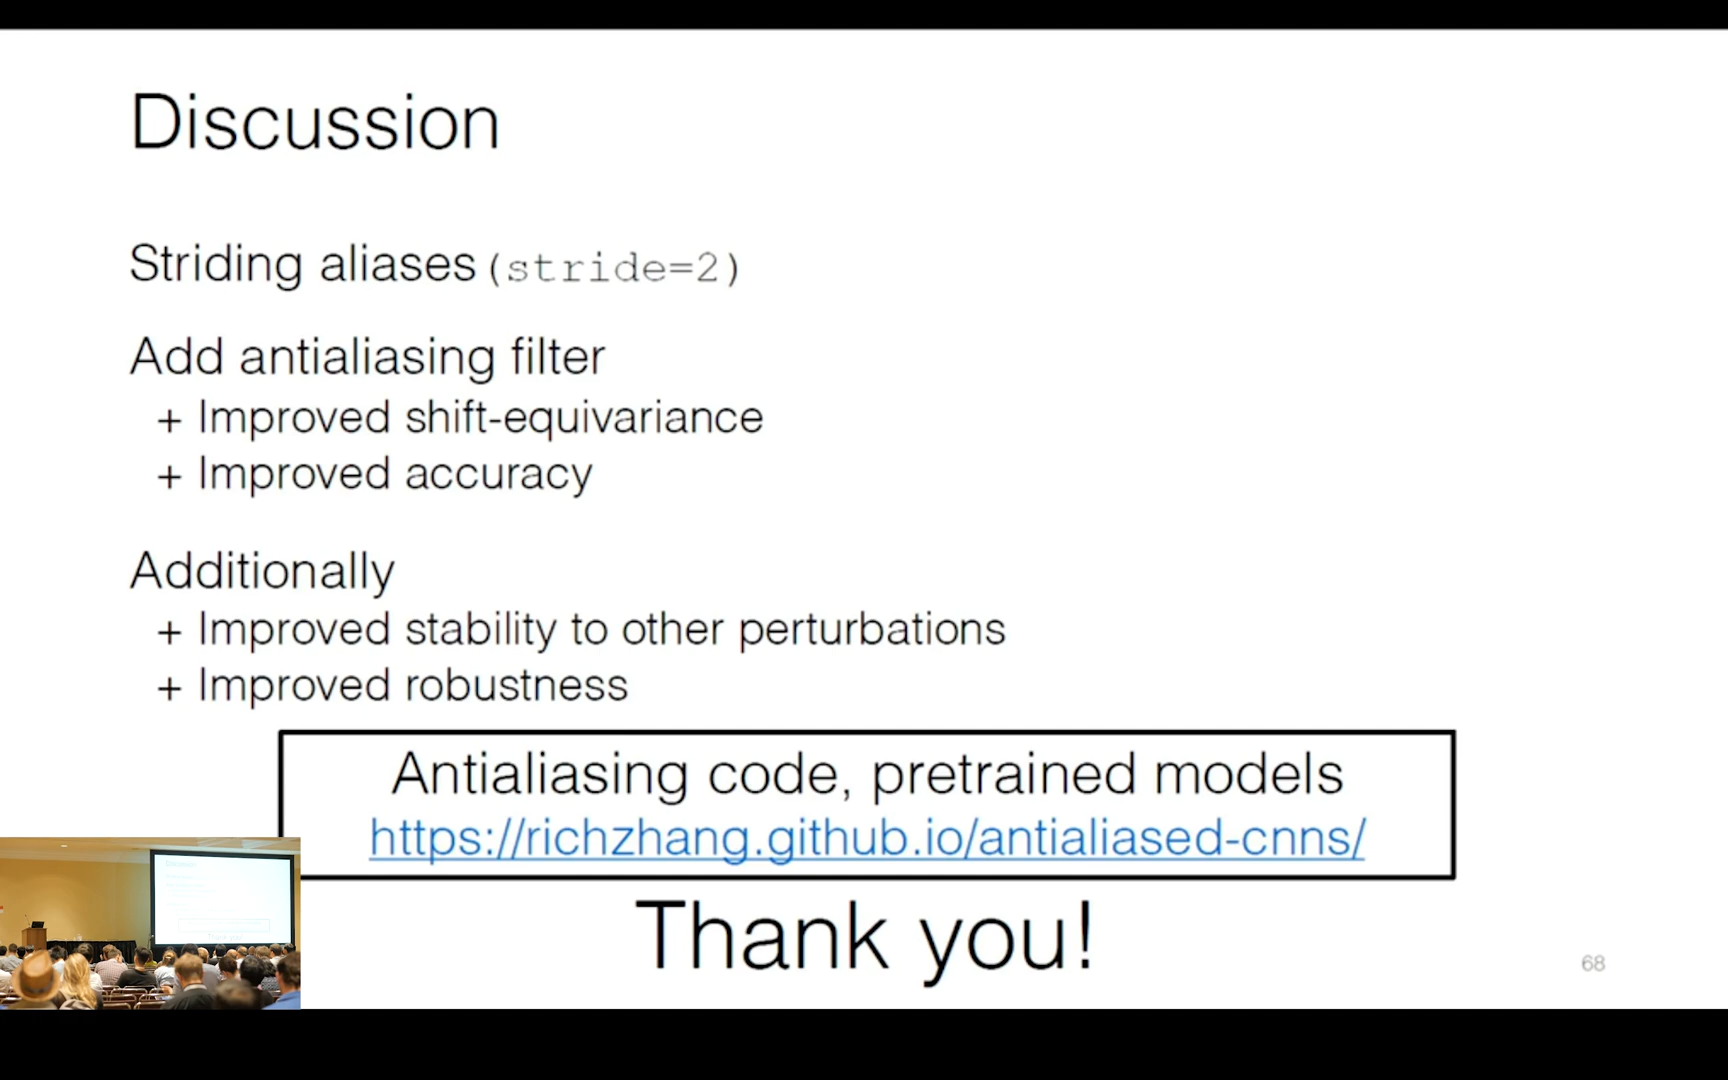 Discussion
Striding aliases (stride=2)
Add antialiasing filter
+ Improved shift-equivariance
+ Improved accuracy
Additionally
+ Improved stability to other perturbations
+ Improved robustness
Antialiasing code, pretrained models
https://richzhang.github.io/antialiased-cnns/
Thank you!
68